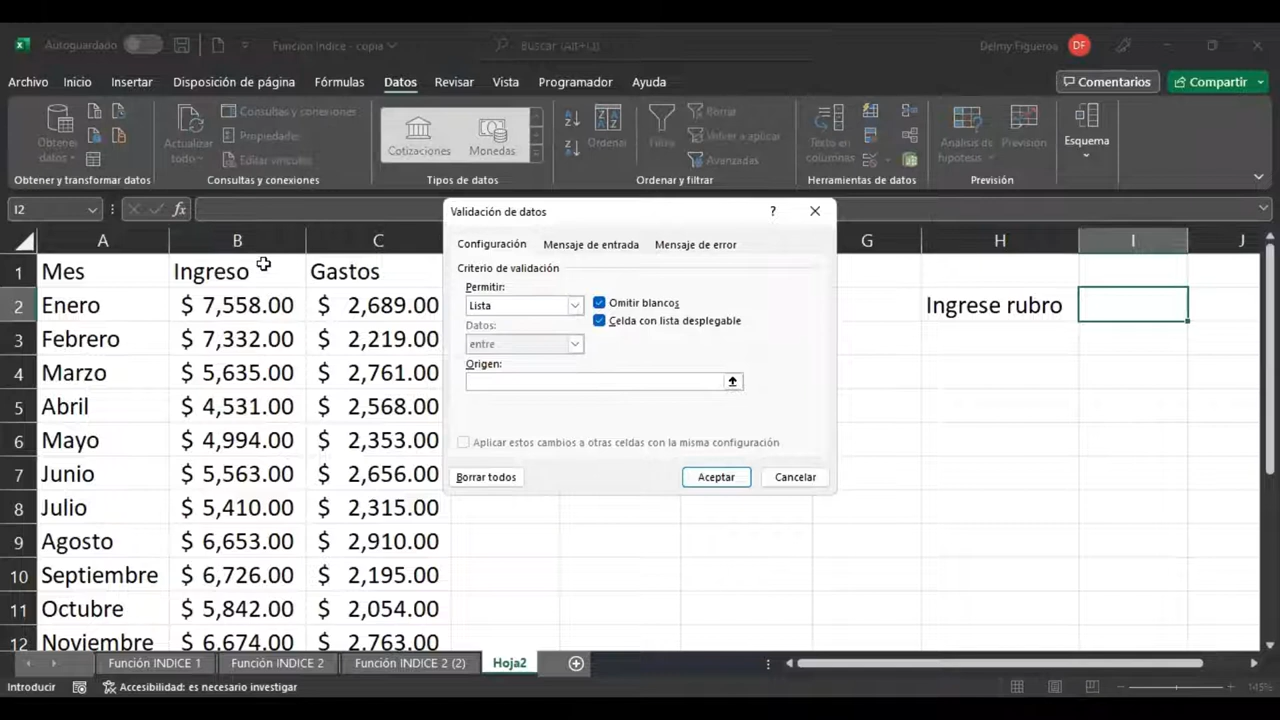 Autoguardado Función Indice - copia Buscar (Alt+Q) Delmy Figueros DF
Archivo Inicio Insertar Disposición de página Fórmulas Datos Revisar Vista Programador Ayuda Comentarios Compartir
Obtener datos
Actualizar todo
Consultas y conexiones
Propiedades
Editar vínculos
Cotizaciones Monedas
Ordenar
Filtro
Borrar
Volver a aplicar
Avanzadas
Texto en columnas
Análisis de hipótesis
Previsión
Esquema
Obtener y transformar datos Consultas y conexiones Tipos de datos Ordenar y filtrar Herramientas de datos Previsión
I2 fx
A B C G H I J
1 Mes Ingreso Gastos
2 Enero $ 7,558.00 $ 2,689.00 Ingrese rubro
3 Febrero $ 7,332.00 $ 2,219.00
4 Marzo $ 5,635.00 $ 2,761.00
5 Abril $ 4,531.00 $ 2,568.00
6 Mayo $ 4,994.00 $ 2,353.00
7 Junio $ 5,563.00 $ 2,656.00
8 Julio $ 5,410.00 $ 2,315.00
9 Agosto $ 6,653.00 $ 2,910.00
10 Septiembre $ 6,726.00 $ 2,195.00
11 Octubre $ 5,842.00 $ 2,054.00
12 Noviembre $ 6,674.00 $ 2,763.00
Validación de datos ?
Configuración Mensaje de entrada Mensaje de error
Criterio de validación
Permitir:
Lista Omitir blancos
Celda con lista desplegable
Datos:
entre
Origen:
Aplicar estos cambios a otras celdas con la misma configuración
Borrar todos Aceptar Cancelar
Función INDICE 1 Función INDICE 2 Función INDICE 2 (2) Hoja2
Introducir Accesibilidad: es necesario investigar 145%